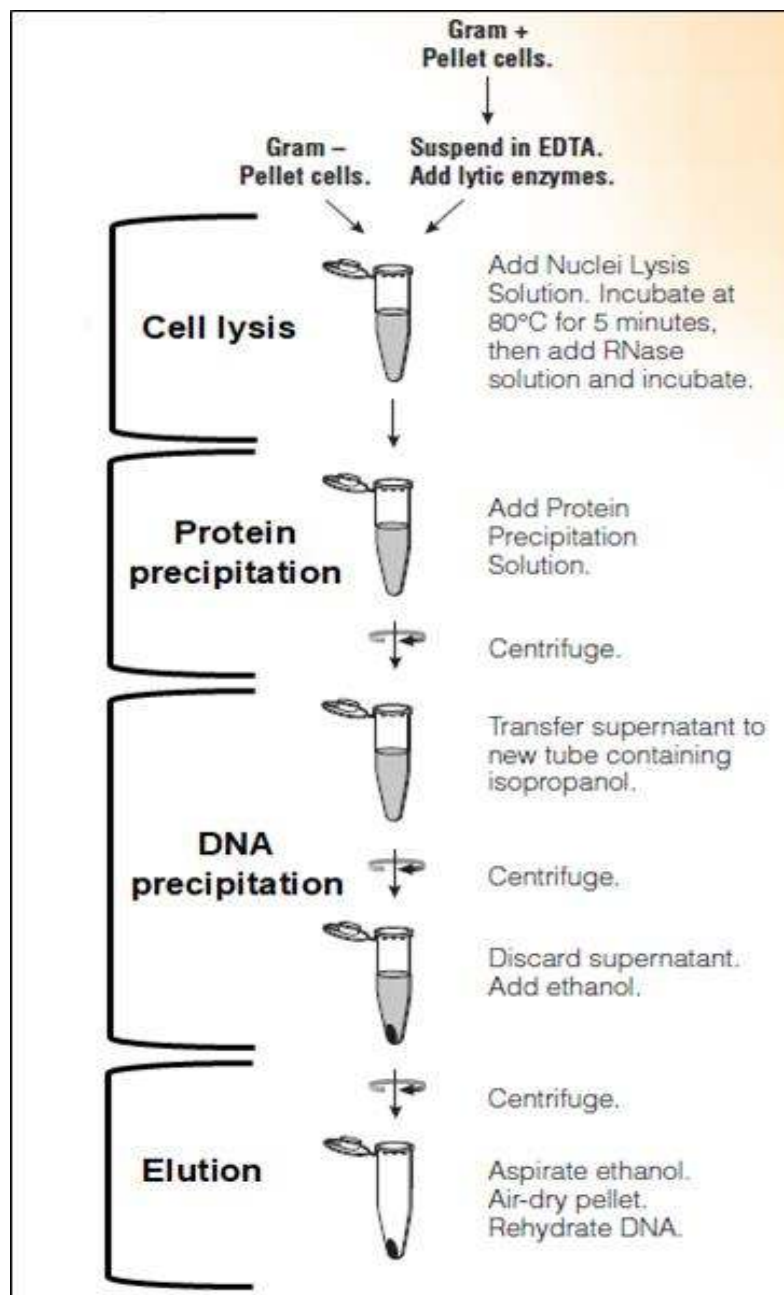 Gram +
Pellet cells.
Gram –
Pellet cells.
Suspend in EDTA.
Add lytic enzymes.
Cell lysis
Add Nuclei Lysis
Solution. Incubate at
80°C for 5 minutes,
then add RNase
solution and incubate.
Protein
precipitation
Add Protein
Precipitation
Solution.
Centrifuge.
DNA
precipitation
Transfer supernatant to
new tube containing
isopropanol.
Centrifuge.
Discard supernatant.
Add ethanol.
Elution
Centrifuge.
Aspirate ethanol.
Air-dry pellet.
Rehydrate DNA.